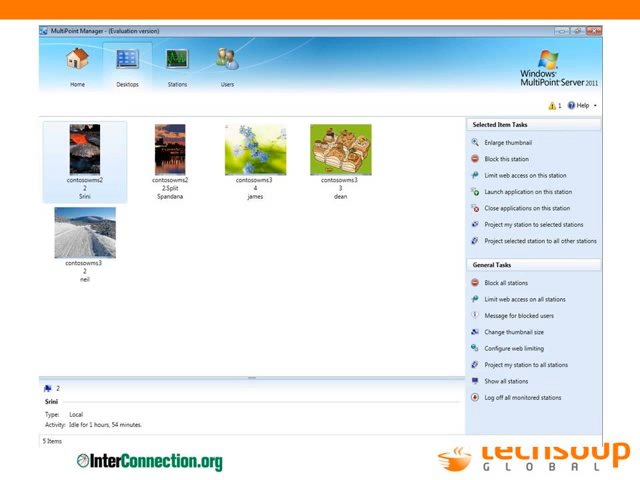 MultiPoint Manager - (Evaluation version)
Home
Desktops
Stations
Users
Windows
MultiPoint Server 2011
1 Help
contosowms2
2
Srini
contosowms2
2:Split
Spandana
contosowms3
4
james
contosowms3
3
dean
contosowms3
2
neil
Selected Item Tasks
Enlarge thumbnail
Block this station
Limit web access on this station
Launch application on this station
Close applications on this station
Project my station to selected stations
Project selected station to all other stations
General Tasks
Block all stations
Limit web access on all stations
Message for blocked users
Change thumbnail size
Configure web limiting
Project my station to all stations
Show all stations
Log off all monitored stations
2
Srini
Type: Local
Activity: Idle for 1 hours, 54 minutes.
5 Items
InterConnection.org
techsoup
GLOBAL